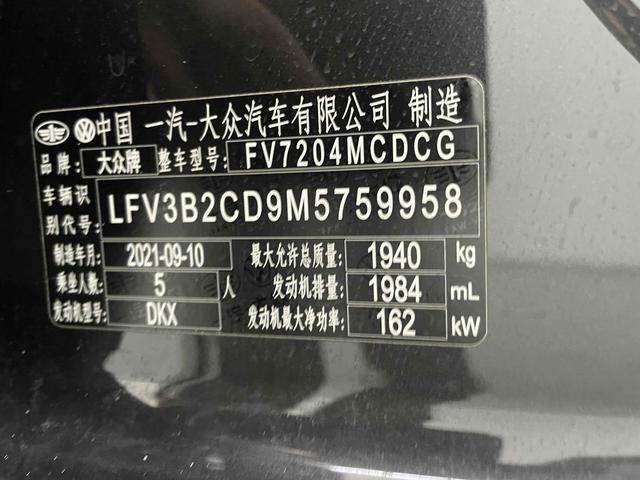 中国 一汽-大众汽车有限公司 制造
品牌: 大众牌 整车型号: FV7204MCDCG
车辆识别代号: LFV3B2CD9M5759958
制造年月: 2021-09-10 最大允许总质量: 1940 kg
乘坐人数: 5 人 发动机排量: 1984 mL
发动机型号: DKX 发动机最大净功率: 162 kW